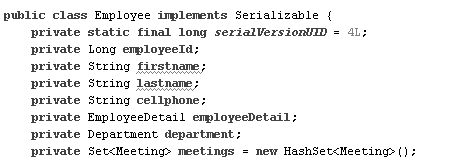 public class Employee implements Serializable {
private static final long serialVersionUID = 4L;
private Long employeeId;
private String firstname;
private String lastname;
private String cellphone;
private EmployeeDetail employeeDetail;
private Department department;
private Set<Meeting> meetings = new HashSet<Meeting>();